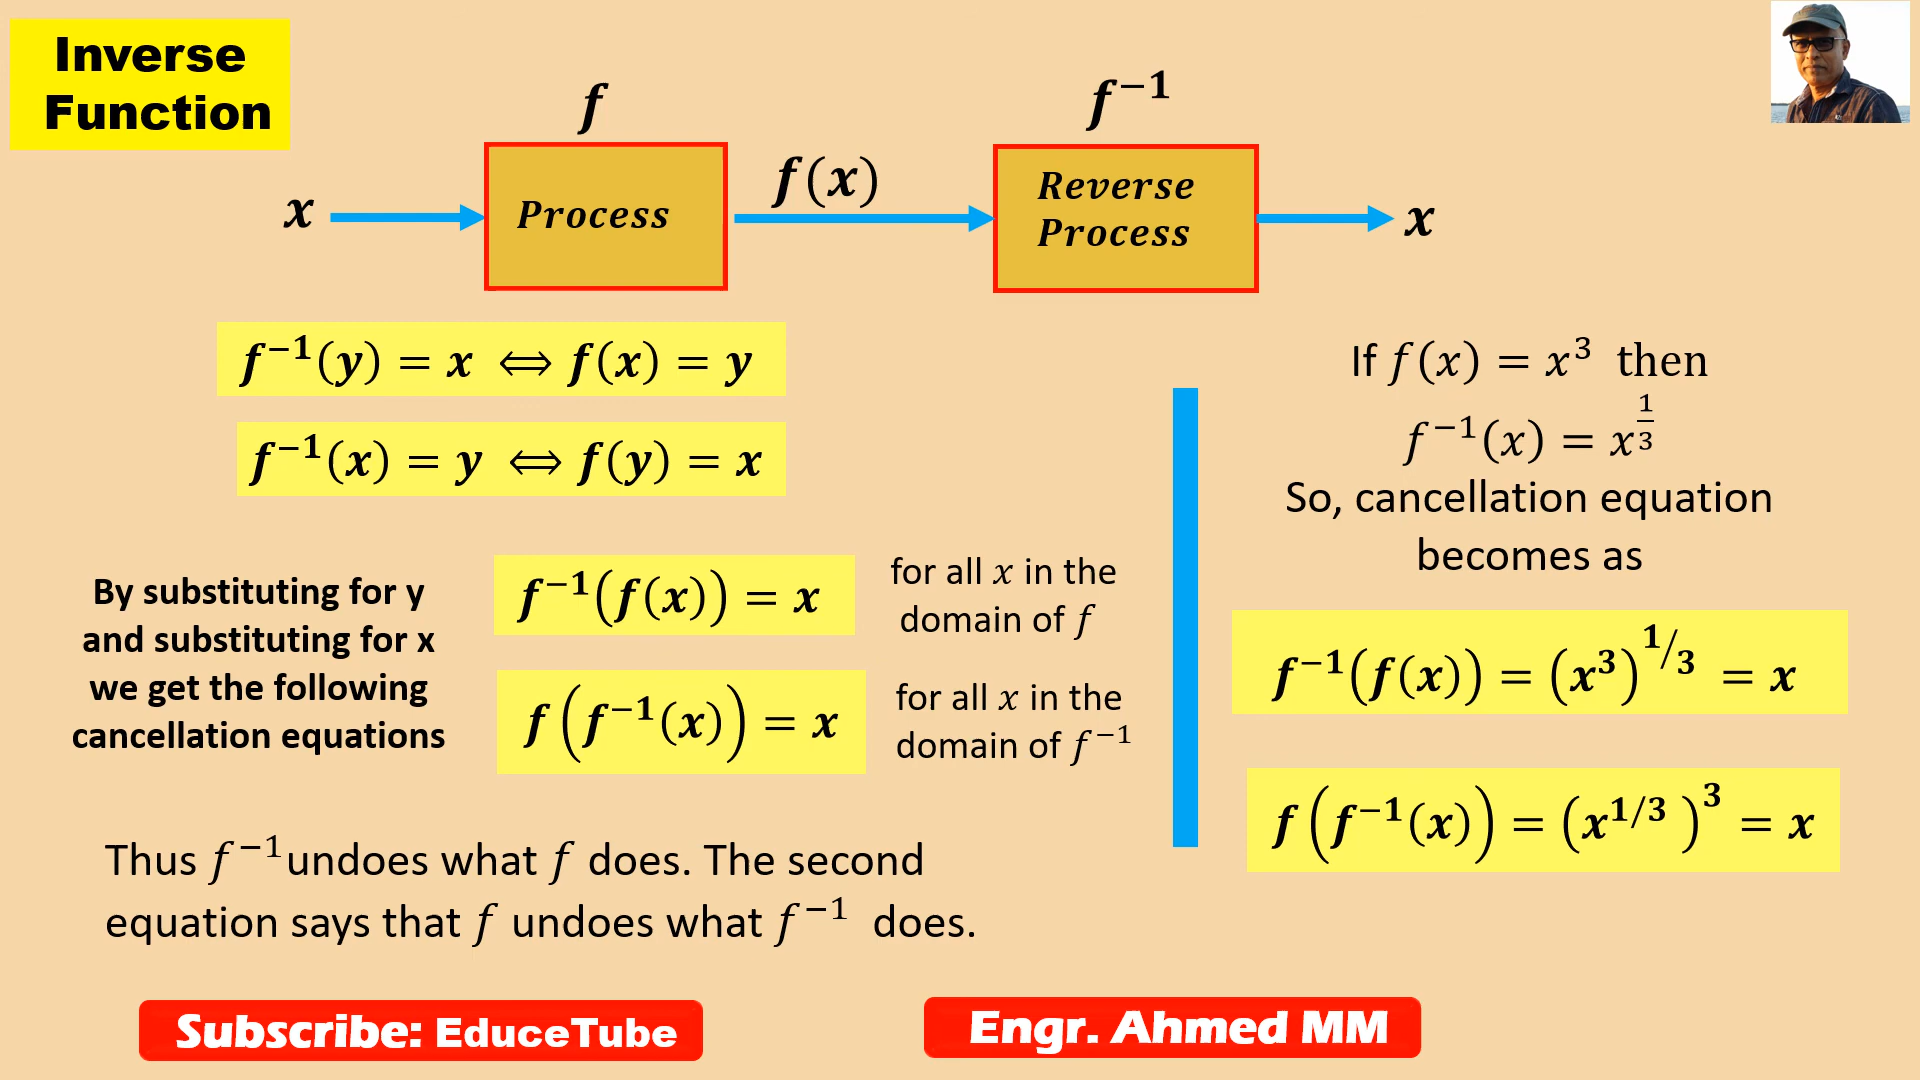 Inverse
Function
f
f⁻¹
x
Process
f(x)
Reverse
Process
x
f⁻¹(y) = x ⟺ f(x) = y
f⁻¹(x) = y ⟺ f(y) = x
By substituting for y
and substituting for x
we get the following
cancellation equations
f⁻¹(f(x)) = x
for all x in the
domain of f
f(f⁻¹(x)) = x
for all x in the
domain of f⁻¹
Thus f⁻¹undoes what f does. The second
equation says that f undoes what f⁻¹ does.
If f(x) = x³ then
f⁻¹(x) = x^(1/3)
So, cancellation equation
becomes as
f⁻¹(f(x)) = (x³)^(1/3) = x
f(f⁻¹(x)) = (x^(1/3))³ = x
Subscribe: EduceTube
Engr. Ahmed MM